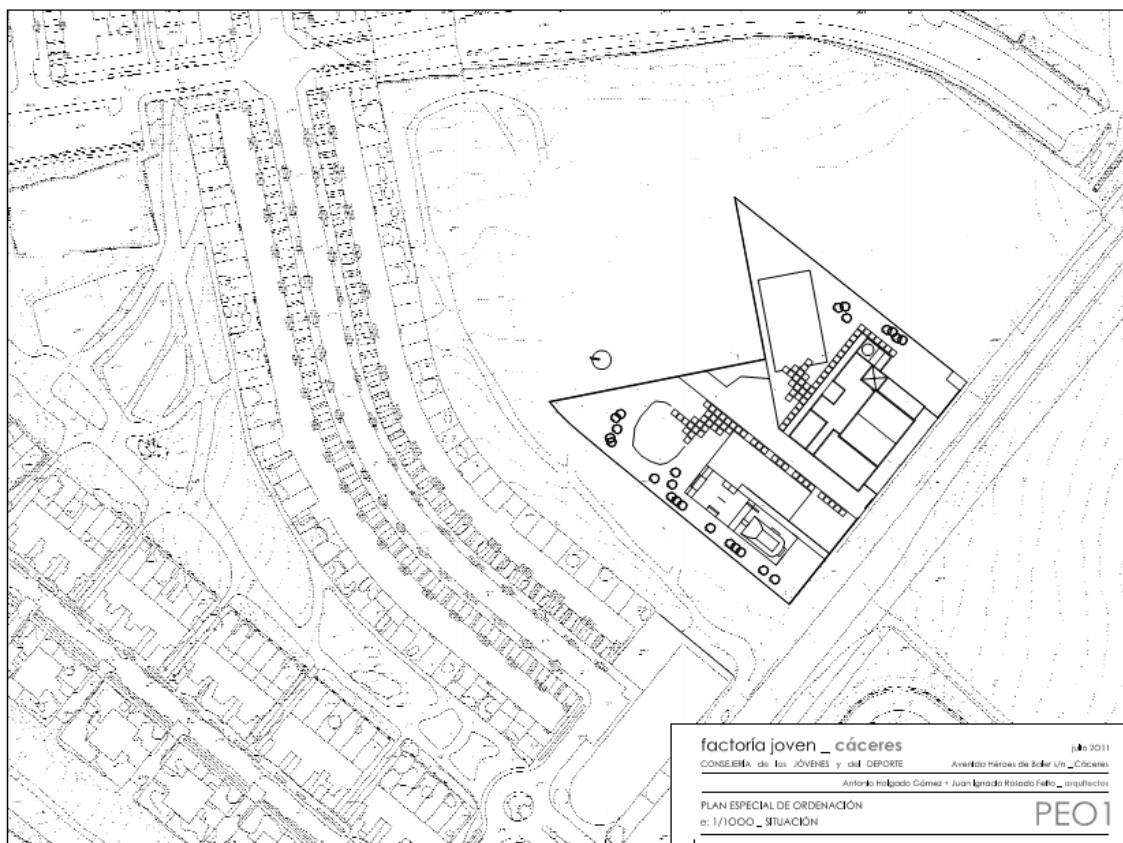 factoría joven _ cáceres
julio 2011
CONSEJERÍA de los JÓVENES y del DEPORTE
Avenida Héroes de Baler s/n _ Cáceres
Antonio Holgado Gómez + Juan Ignacio Rosado Feito _ arquitectos
PLAN ESPECIAL DE ORDENACIÓN
e: 1/1000 _ SITUACIÓN
PEO1